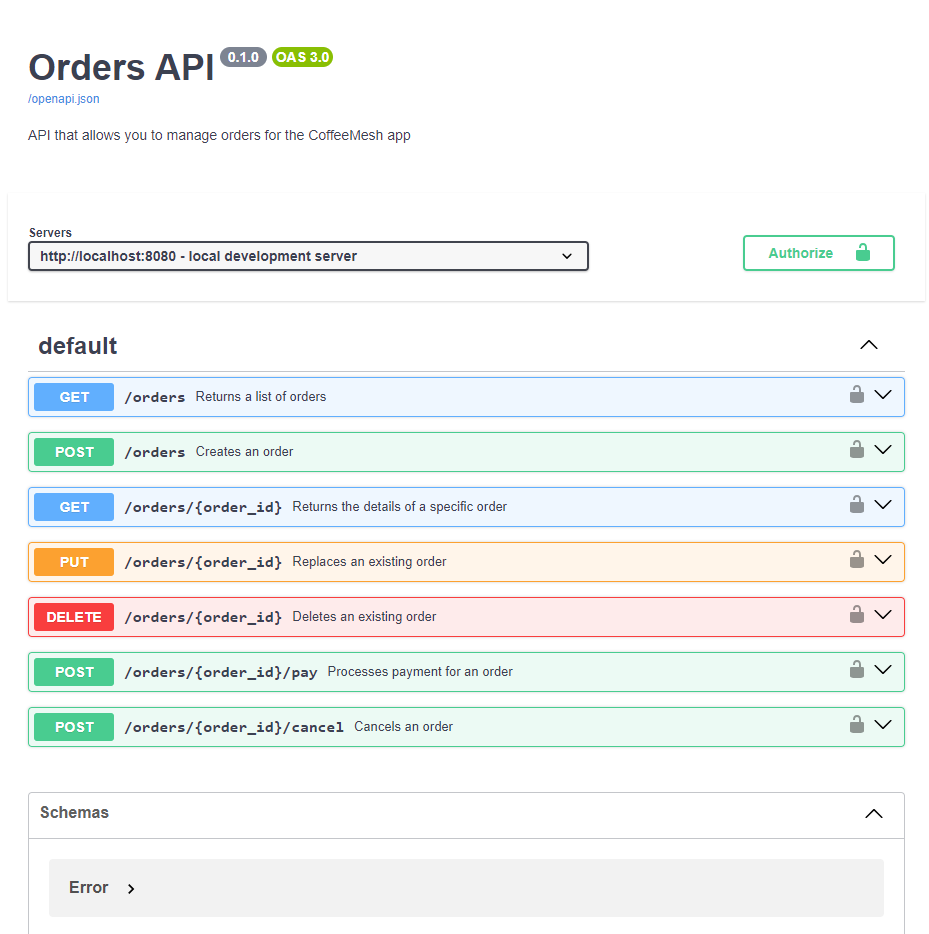 Orders API 0.1.0 OAS 3.0
/openapi.json
API that allows you to manage orders for the CoffeeMesh app
Servers
http://localhost:8080 - local development server
Authorize
default
GET /orders Returns a list of orders
POST /orders Creates an order
GET /orders/{order_id} Returns the details of a specific order
PUT /orders/{order_id} Replaces an existing order
DELETE /orders/{order_id} Deletes an existing order
POST /orders/{order_id}/pay Processes payment for an order
POST /orders/{order_id}/cancel Cancels an order
Schemas
Error